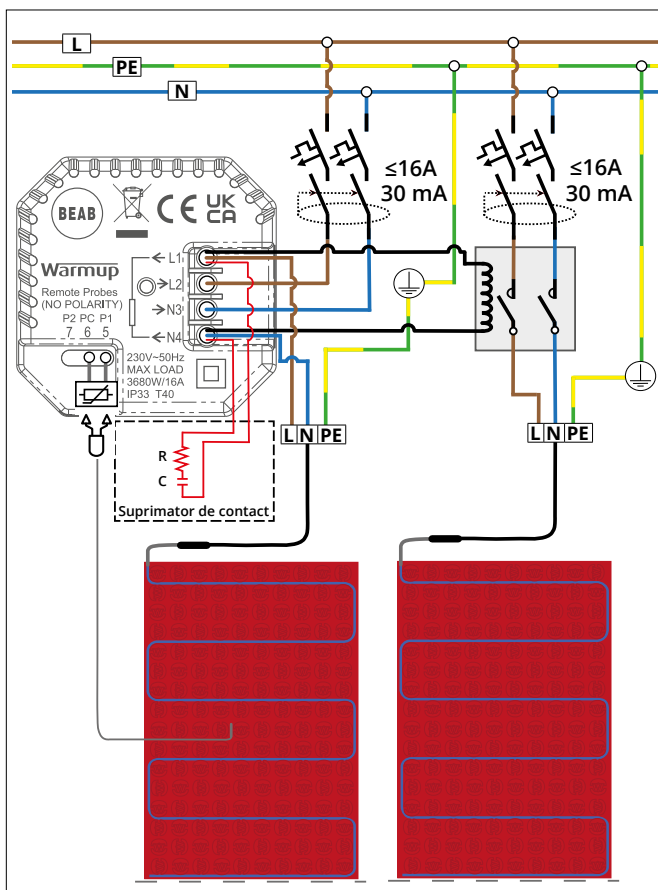 L
PE
N
≤16A
30 mA
≤16A
30 mA
BEAB
CE UK
CA
Warmup
Remote Probes
(NO POLARITY)
P2 PC P1
7 6 5
L1
L2
N3
N4
230V~50Hz
MAX LOAD
3680W/16A
IP33 T40
L N PE
L N PE
R
C
Suprimator de contact